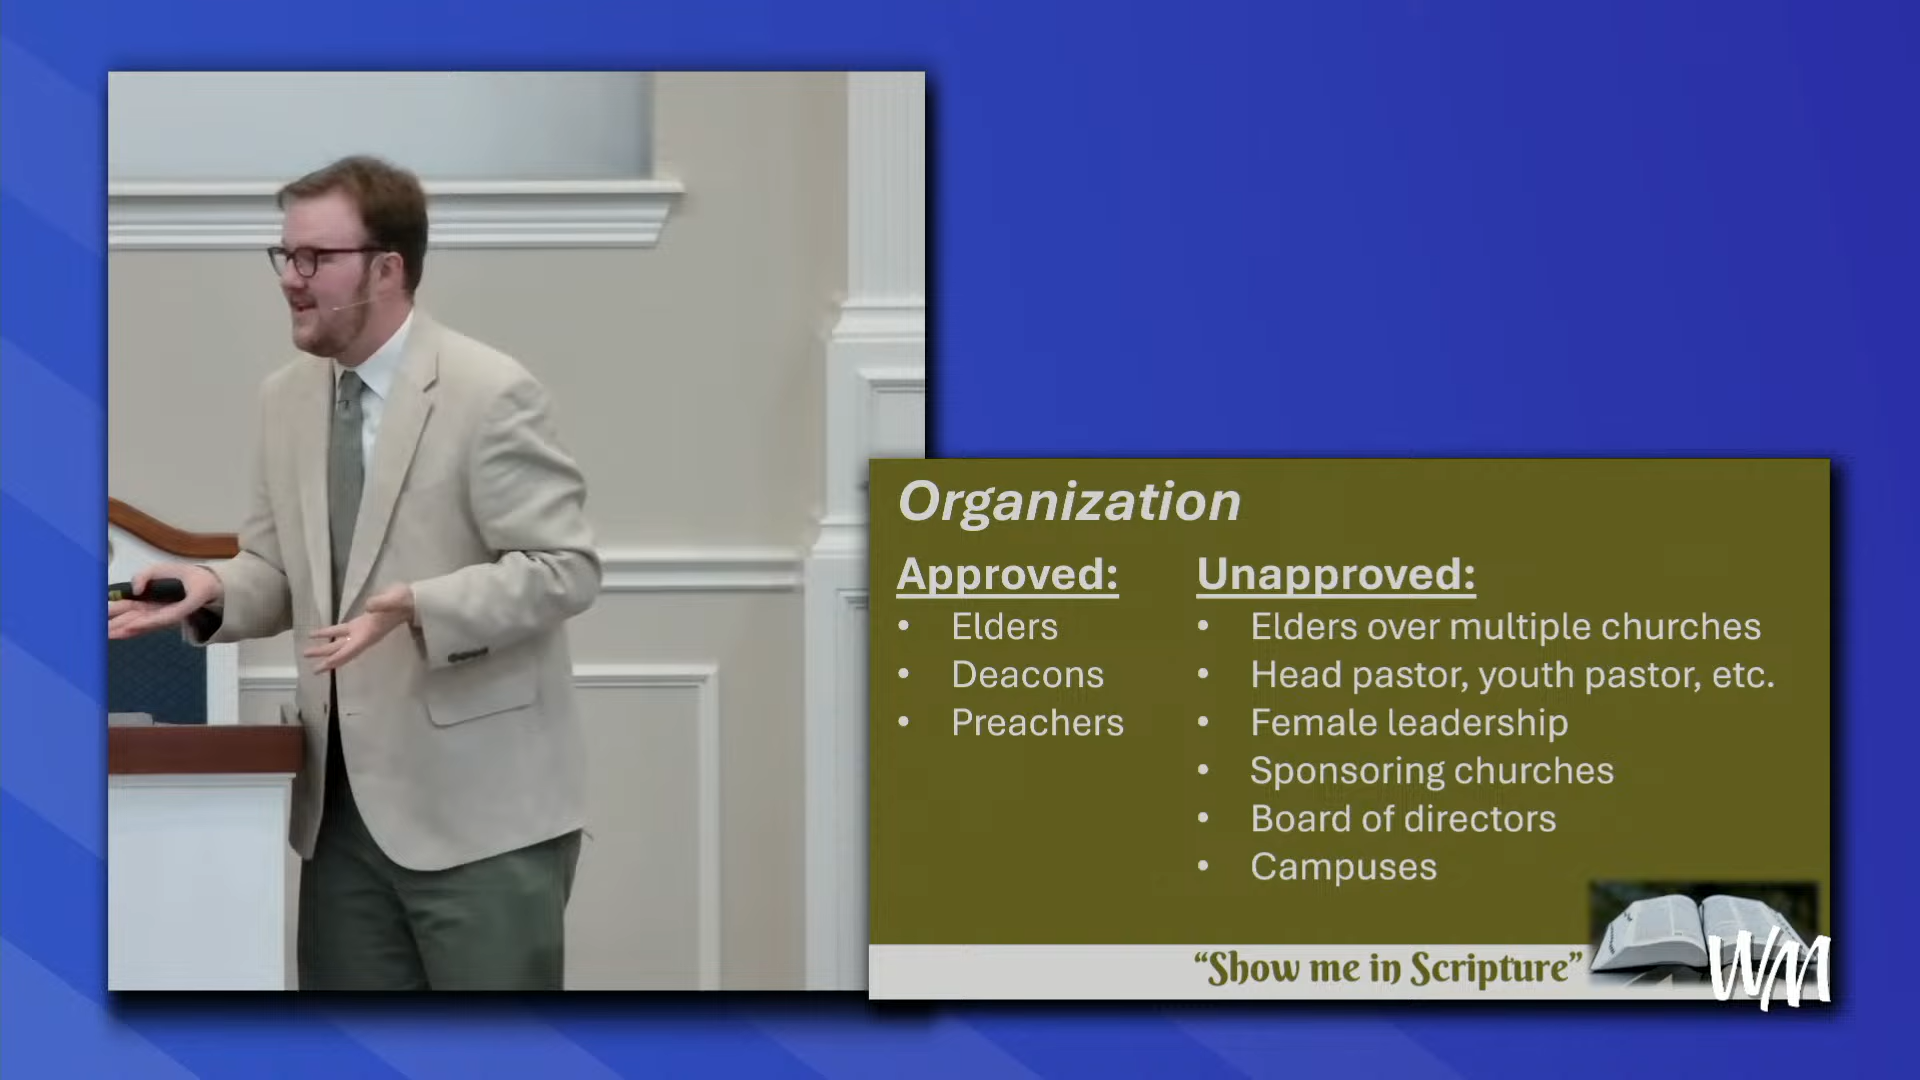 Organization
Approved:
• Elders
• Deacons
• Preachers
Unapproved:
• Elders over multiple churches
• Head pastor, youth pastor, etc.
• Female leadership
• Sponsoring churches
• Board of directors
• Campuses
“Show me in Scripture”
WM